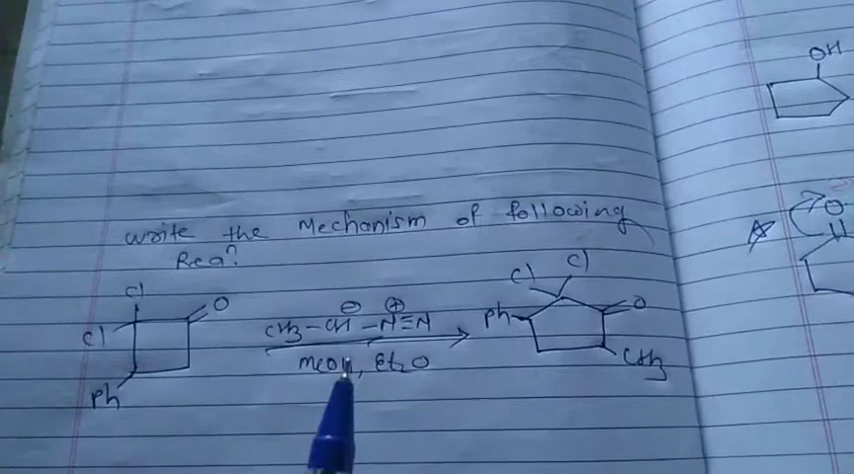 write the Mechanism of following
Rea?
Cl
Cl
O
Ph
CH3-CH-N≡N
⊖ ⊕
MeOH, Et2O
Cl Cl
Ph
O
CH3
OH
O